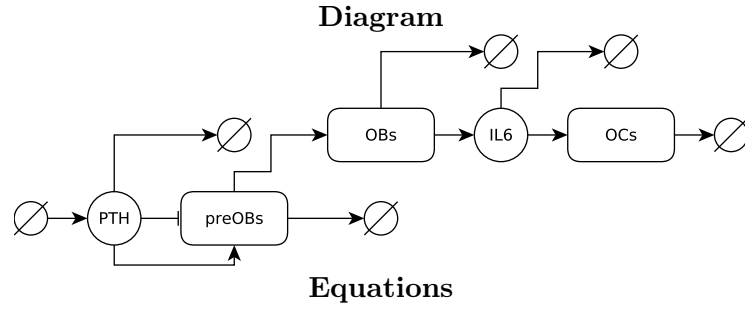 Diagram
OBs
IL6
OCs
PTH
preOBs
Equations